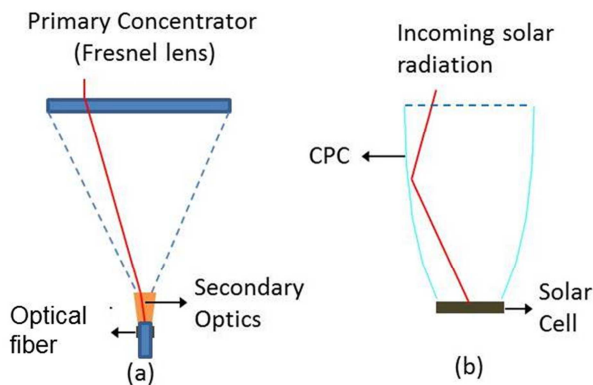 Primary Concentrator
(Fresnel lens)
Secondary
Optics
Optical
fiber
(a)
Incoming solar
radiation
CPC
Solar
Cell
(b)